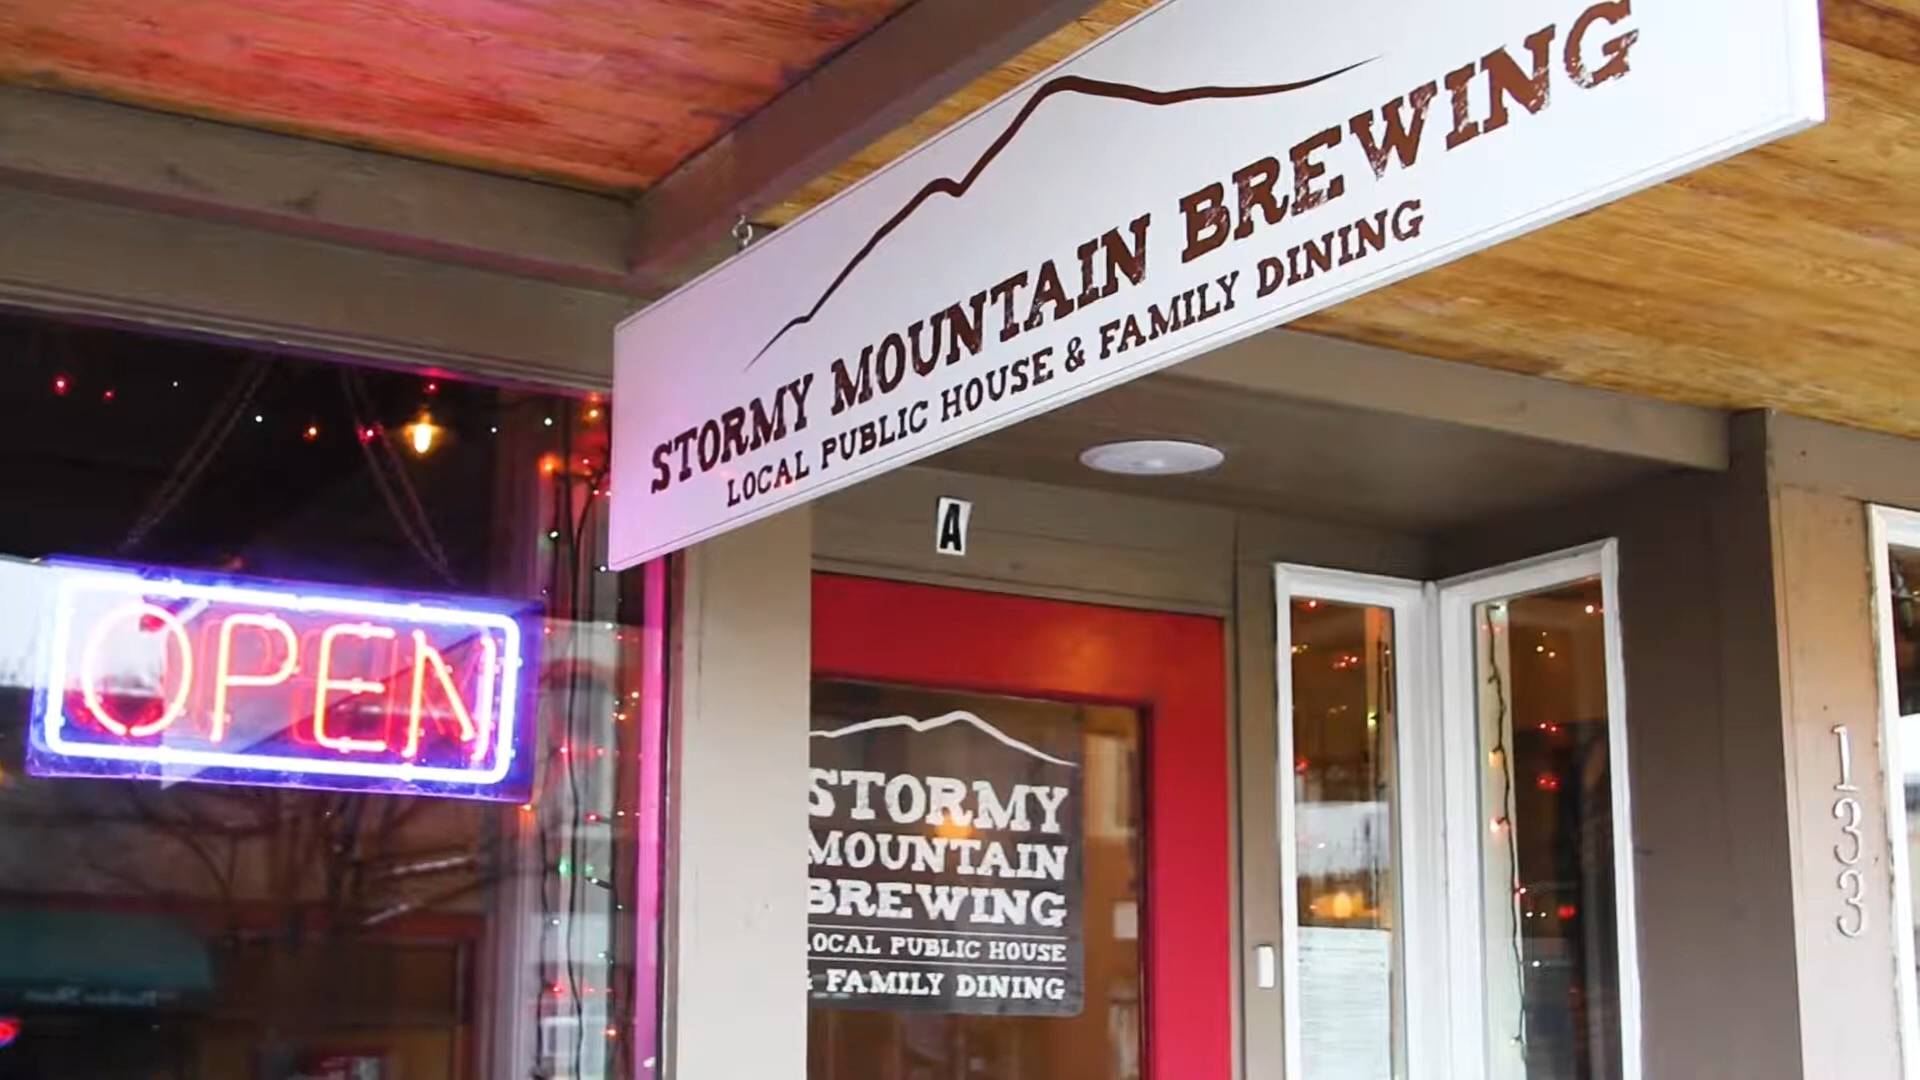 STORMY MOUNTAIN BREWING
LOCAL PUBLIC HOUSE & FAMILY DINING
A
OPEN
STORMY
MOUNTAIN
BREWING
LOCAL PUBLIC HOUSE
& FAMILY DINING
133